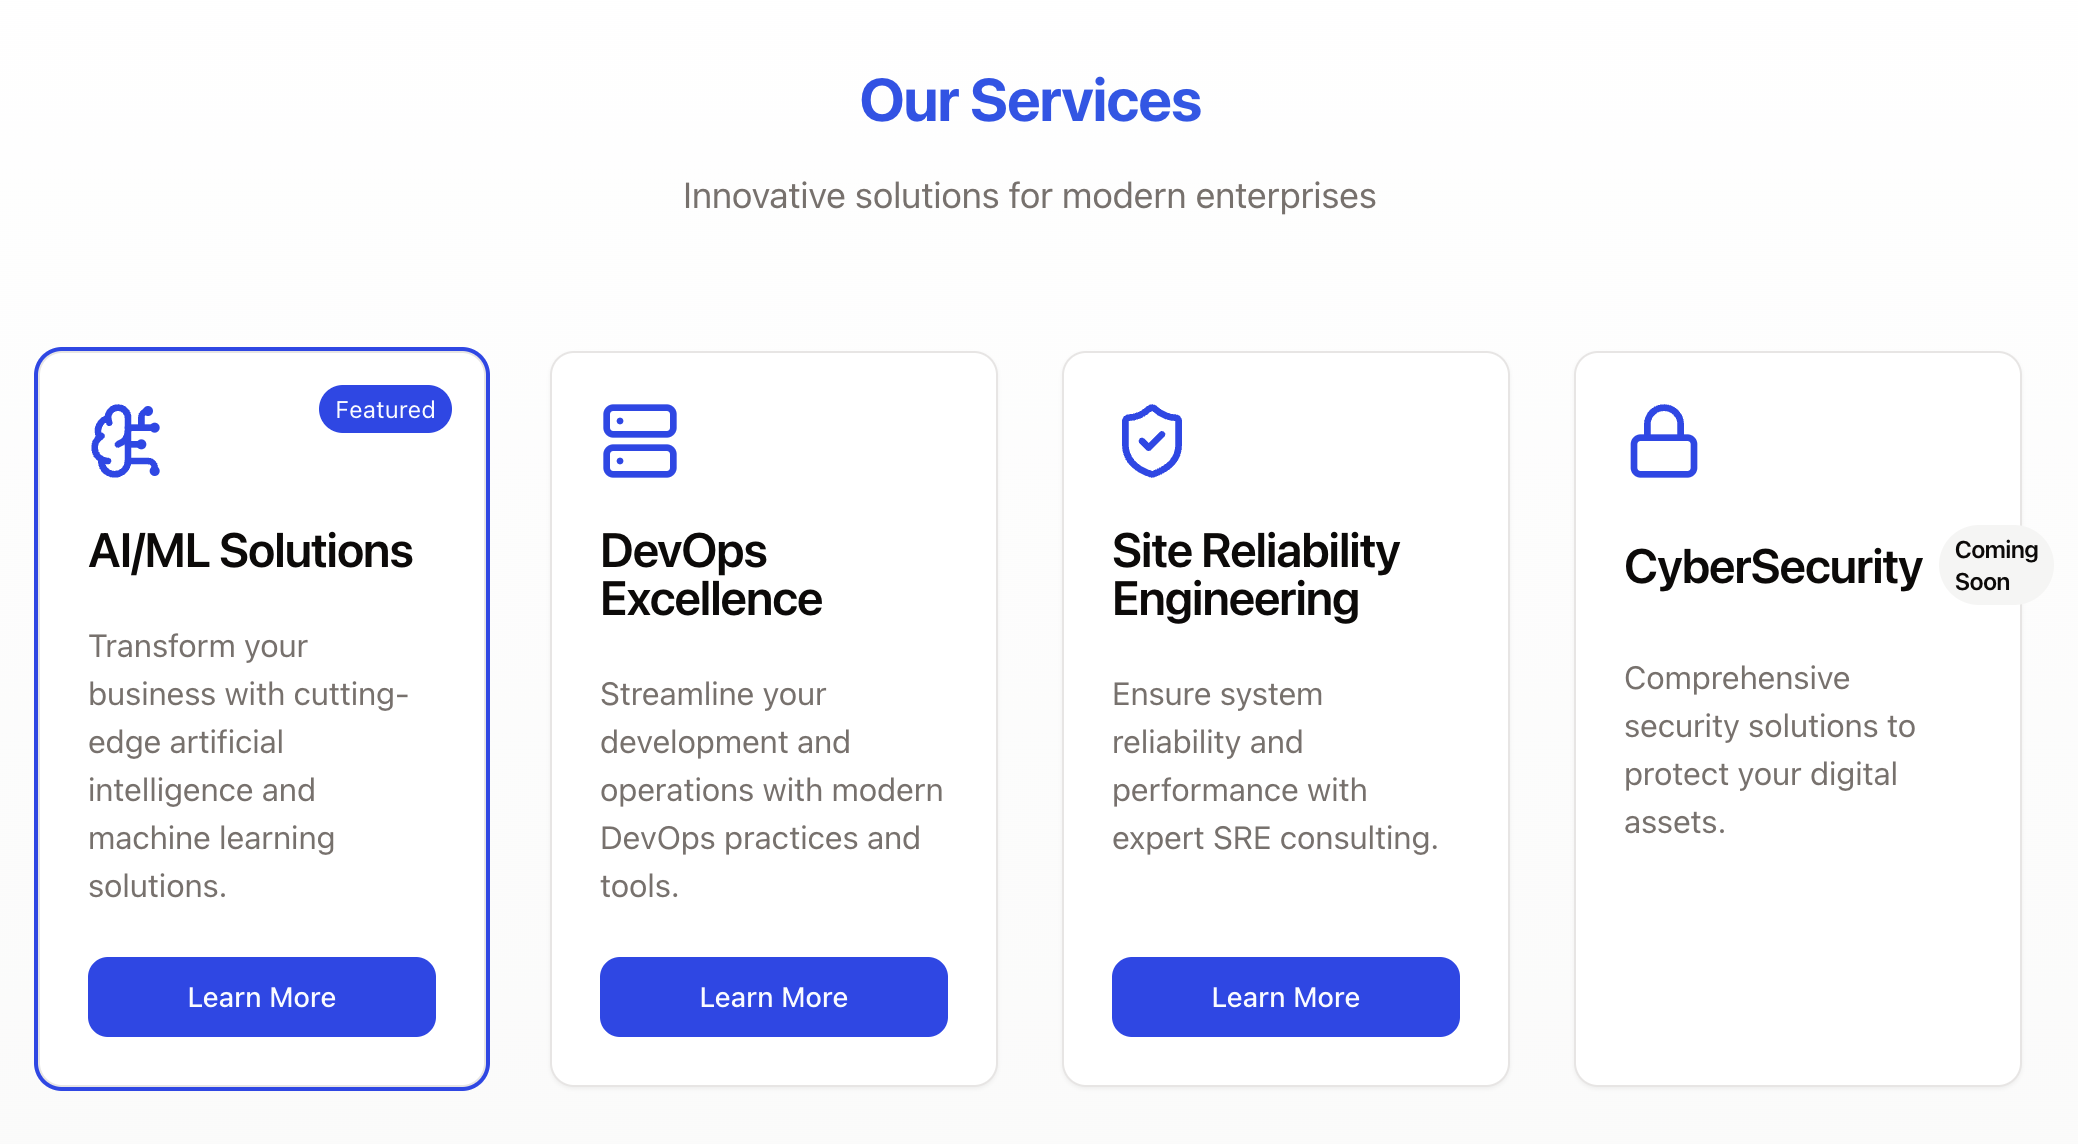 Our Services
Innovative solutions for modern enterprises
Featured
AI/ML Solutions
Transform your
business with cutting-
edge artificial
intelligence and
machine learning
solutions.
Learn More
DevOps
Excellence
Streamline your
development and
operations with modern
DevOps practices and
tools.
Learn More
Site Reliability
Engineering
Ensure system
reliability and
performance with
expert SRE consulting.
Learn More
CyberSecurity
Coming
Soon
Comprehensive
security solutions to
protect your digital
assets.